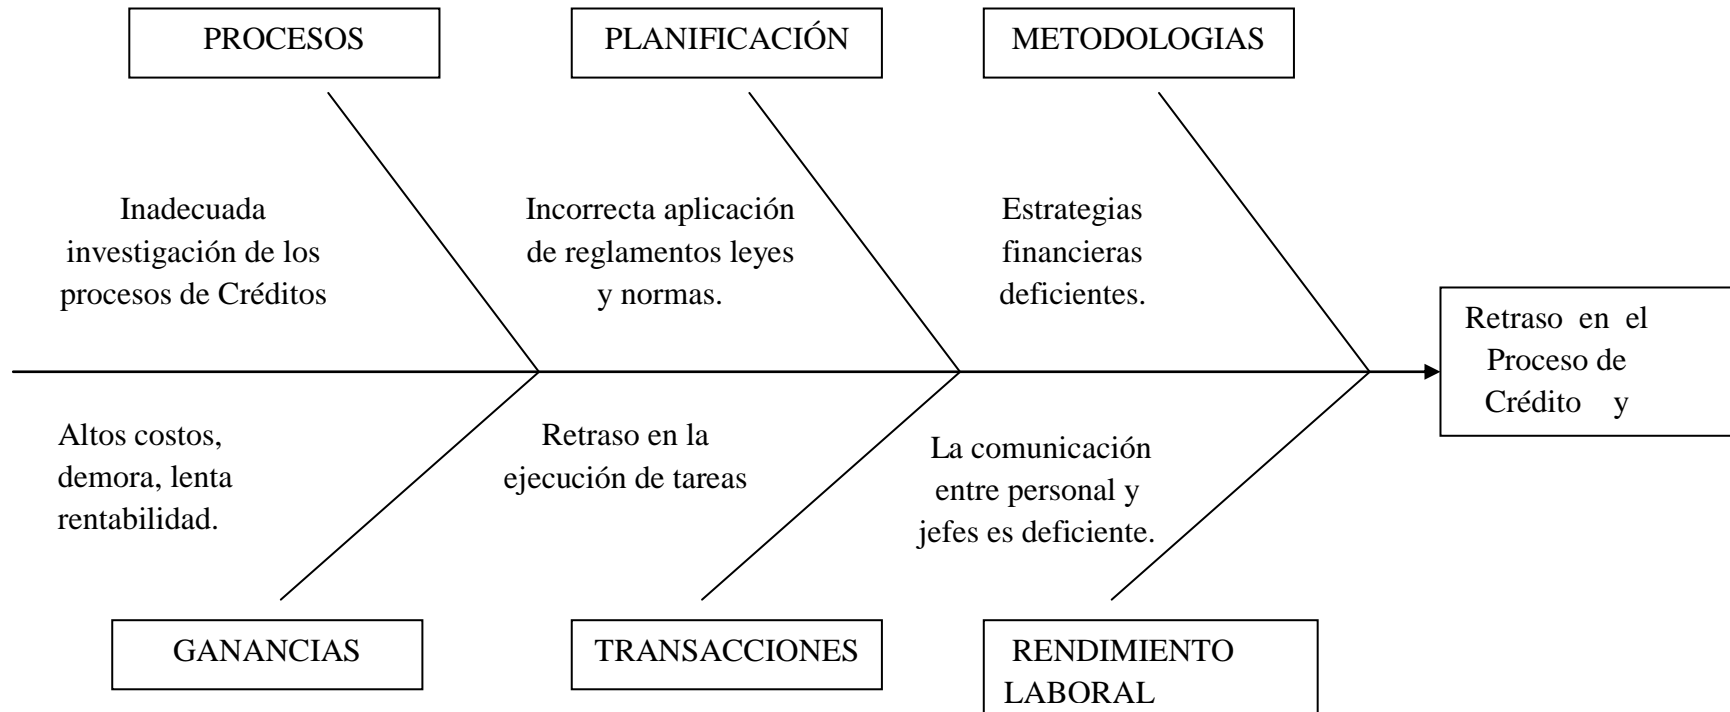 PROCESOS
PLANIFICACIÓN
METODOLOGIAS
Inadecuada
investigación de los
procesos de Créditos
Incorrecta aplicación
de reglamentos leyes
y normas.
Estrategias
financieras
deficientes.
Retraso en el
Proceso de
Crédito y
Altos costos,
demora, lenta
rentabilidad.
Retraso en la
ejecución de tareas
La comunicación
entre personal y
jefes es deficiente.
GANANCIAS
TRANSACCIONES
RENDIMIENTO
LABORAL